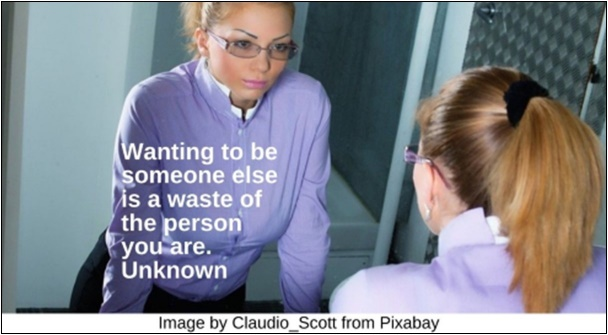 Wanting to be
someone else
is a waste of
the person
you are.
Unknown
Image by Claudio_Scott from Pixabay